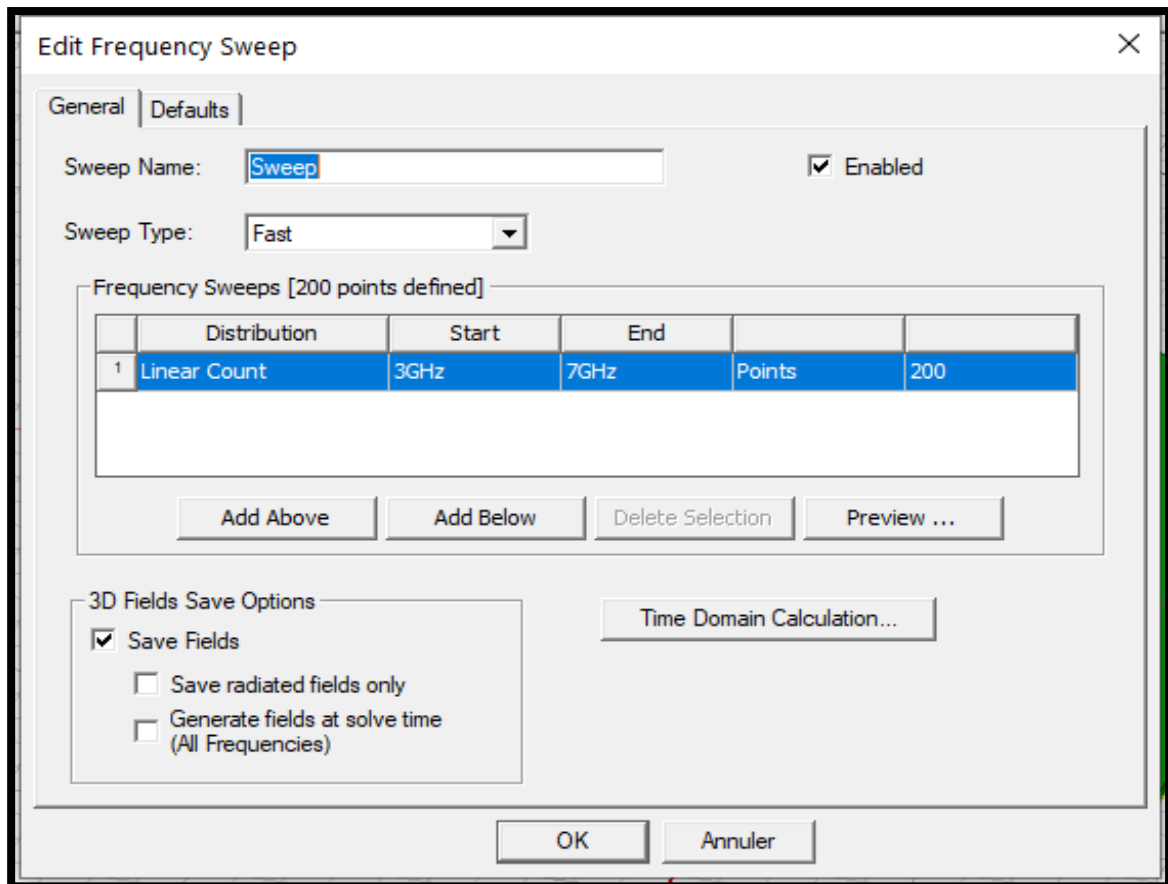 Edit Frequency Sweep
General Defaults
Sweep Name: Sweep Enabled
Sweep Type: Fast
Frequency Sweeps [200 points defined]
Distribution Start End
1 Linear Count 3GHz 7GHz Points 200
Add Above Add Below Delete Selection Preview ...
3D Fields Save Options
Time Domain Calculation...
Save Fields
Save radiated fields only
Generate fields at solve time
(All Frequencies)
OK Annuler